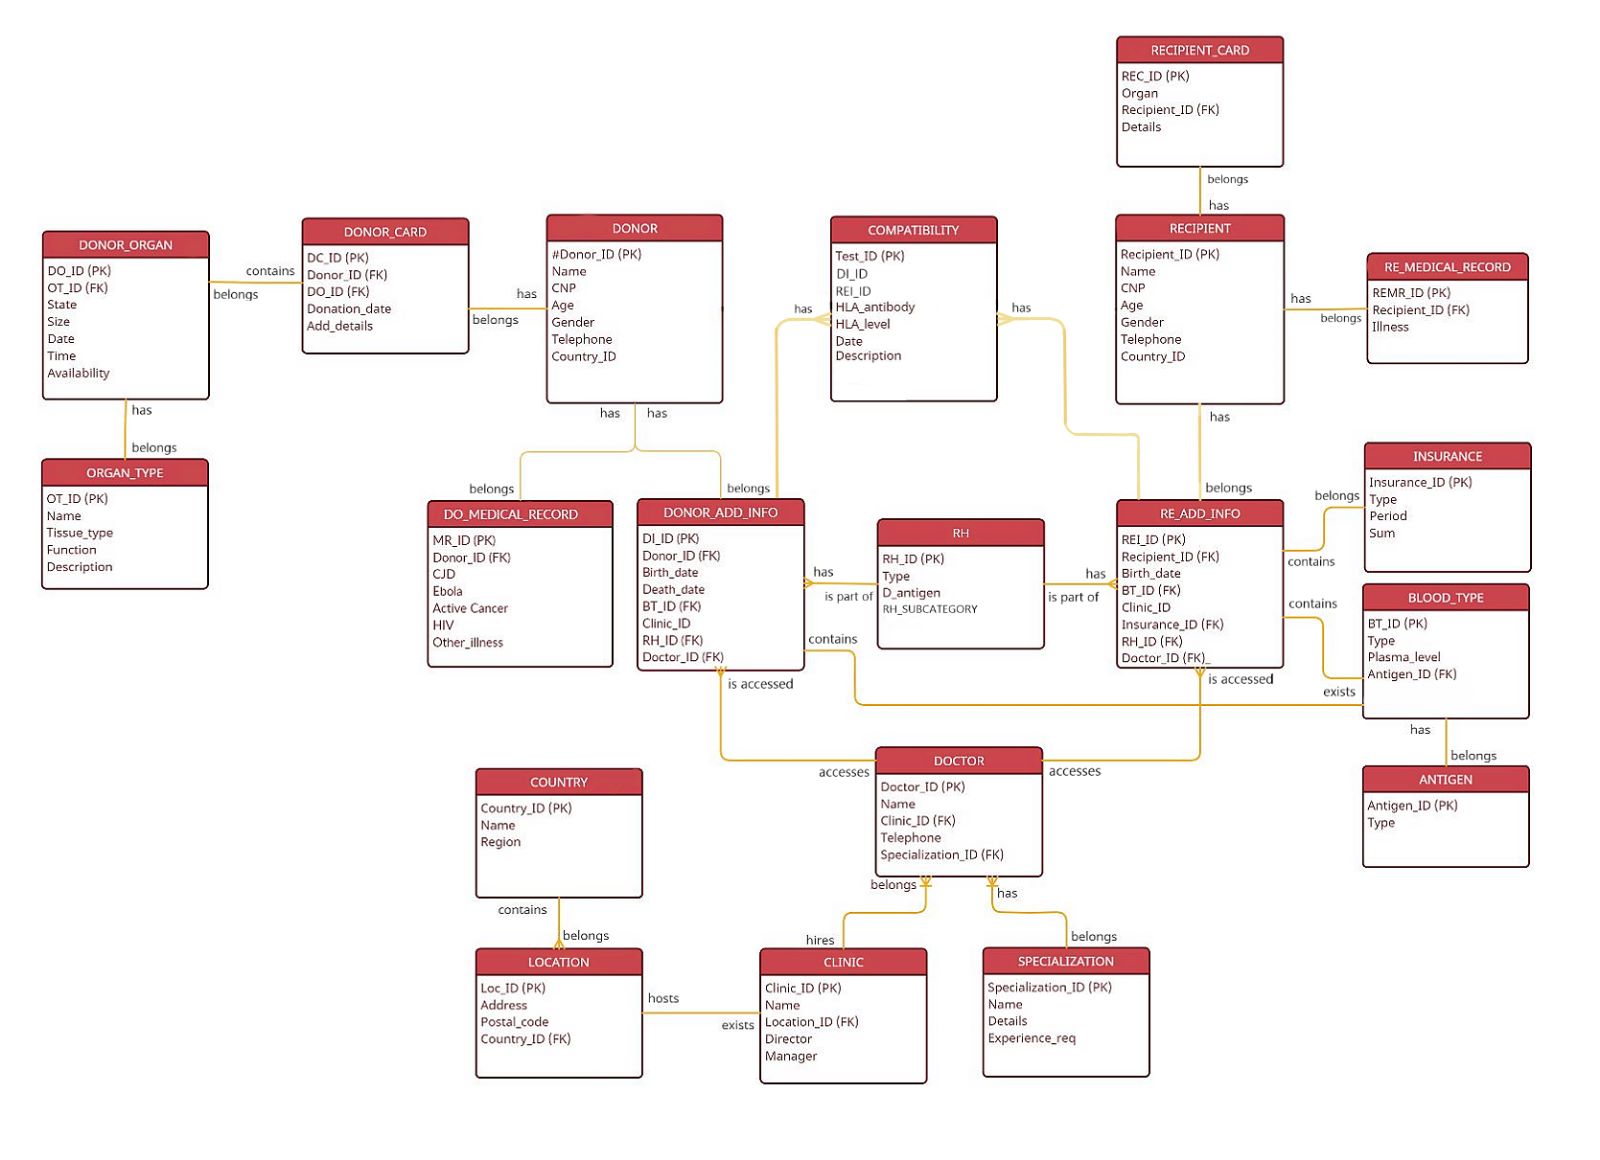 RECIPIENT_CARD
REC_ID (PK)
Organ
Recipient_ID (FK)
Details
belongs
has
DONOR_ORGAN
DO_ID (PK)
OT_ID (FK)
State
Size
Date
Time
Availability
contains
belongs
DONOR_CARD
DC_ID (PK)
Donor_ID (FK)
DO_ID (FK)
Donation_date
Add_details
has
belongs
DONOR
#Donor_ID (PK)
Name
CNP
Age
Gender
Telephone
Country_ID
COMPATIBILITY
Test_ID (PK)
DI_ID
REI_ID
HLA_antibody
HLA_level
Date
Description
has
has
RECIPIENT
Recipient_ID (PK)
Name
CNP
Age
Gender
Telephone
Country_ID
has
belongs
RE_MEDICAL_RECORD
REMR_ID (PK)
Recipient_ID (FK)
Illness
has
belongs
ORGAN_TYPE
OT_ID (PK)
Name
Tissue_type
Function
Description
has
has
belongs
belongs
DO_MEDICAL_RECORD
MR_ID (PK)
Donor_ID (FK)
CJD
Ebola
Active Cancer
HIV
Other_illness
DONOR_ADD_INFO
DI_ID (PK)
Donor_ID (FK)
Birth_date
Death_date
BT_ID (FK)
Clinic_ID
RH_ID (FK)
Doctor_ID (FK)
has
is part of
contains
RH
RH_ID (PK)
Type
D_antigen
RH_SUBCATEGORY
has
is part of
has
belongs
RE_ADD_INFO
REI_ID (PK)
Recipient_ID (FK)
Birth_date
BT_ID (FK)
Clinic_ID
Insurance_ID (FK)
RH_ID (FK)
Doctor_ID (FK)_
belongs
contains
INSURANCE
Insurance_ID (PK)
Type
Period
Sum
contains
exists
BLOOD_TYPE
BT_ID (PK)
Type
Plasma_level
Antigen_ID (FK)
has
belongs
ANTIGEN
Antigen_ID (PK)
Type
is accessed
is accessed
accesses
accesses
DOCTOR
Doctor_ID (PK)
Name
Clinic_ID (FK)
Telephone
Specialization_ID (FK)
belongs
has
COUNTRY
Country_ID (PK)
Name
Region
contains
belongs
LOCATION
Loc_ID (PK)
Address
Postal_code
Country_ID (FK)
hosts
exists
hires
CLINIC
Clinic_ID (PK)
Name
Location_ID (FK)
Director
Manager
belongs
SPECIALIZATION
Specialization_ID (PK)
Name
Details
Experience_req